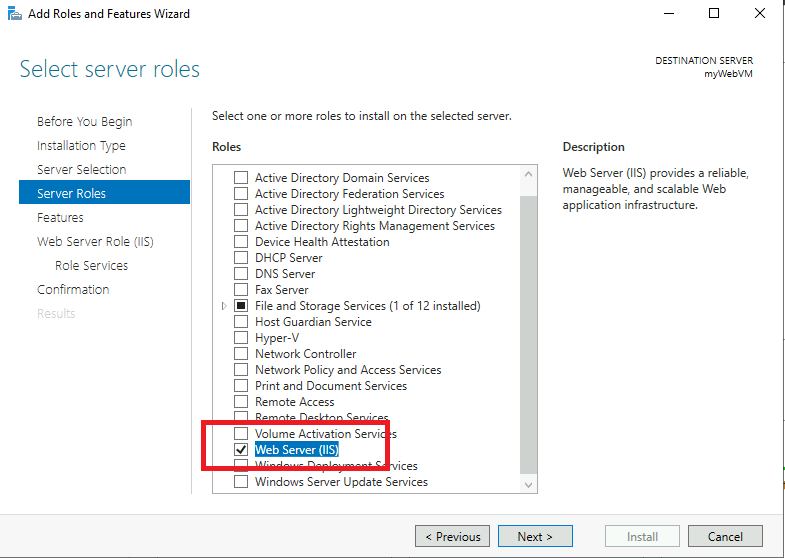 Add Roles and Features Wizard
Select server roles
DESTINATION SERVER
myWebVM
Before You Begin
Installation Type
Server Selection
Server Roles
Features
Web Server Role (IIS)
Role Services
Confirmation
Results
Select one or more roles to install on the selected server.
Roles
Active Directory Domain Services
Active Directory Federation Services
Active Directory Lightweight Directory Services
Active Directory Rights Management Services
Device Health Attestation
DHCP Server
DNS Server
Fax Server
File and Storage Services (1 of 12 installed)
Host Guardian Service
Hyper-V
Network Controller
Network Policy and Access Services
Print and Document Services
Remote Access
Remote Desktop Services
Volume Activation Services
Web Server (IIS)
Windows Deployment Services
Windows Server Update Services
Description
Web Server (IIS) provides a reliable,
manageable, and scalable Web
application infrastructure.
< Previous
Next >
Install
Cancel